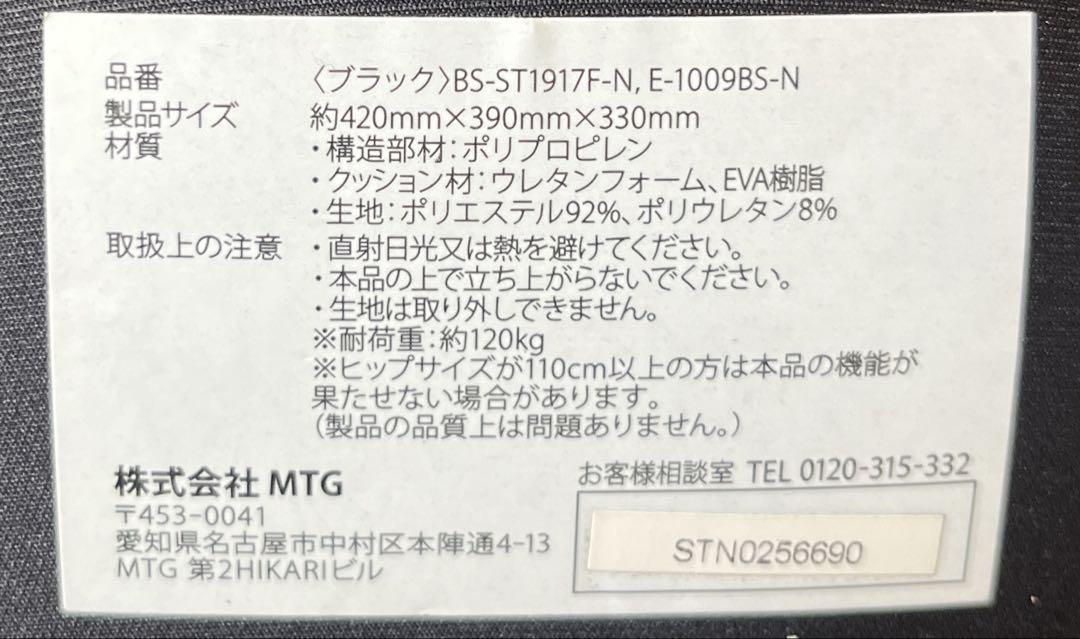 品番 〈ブラック〉BS-ST1917F-N, E-1009BS-N
製品サイズ 約420mm×390mm×330mm
材質 ・構造部材：ポリプロピレン
・クッション材：ウレタンフォーム、EVA樹脂
・生地：ポリエステル92%、ポリウレタン8%
取扱上の注意 ・直射日光又は熱を避けてください。
・本品の上で立ち上がらないでください。
・生地は取り外しできません。
※耐荷重：約120kg
※ヒップサイズが110cm以上の方は本品の機能が
果たせない場合があります。
（製品の品質上は問題ありません。）
株式会社 MTG
〒453-0041
愛知県名古屋市中村区本陣通4-13
MTG 第2HIKARIビル
お客様相談室 TEL 0120-315-332
STN0256690